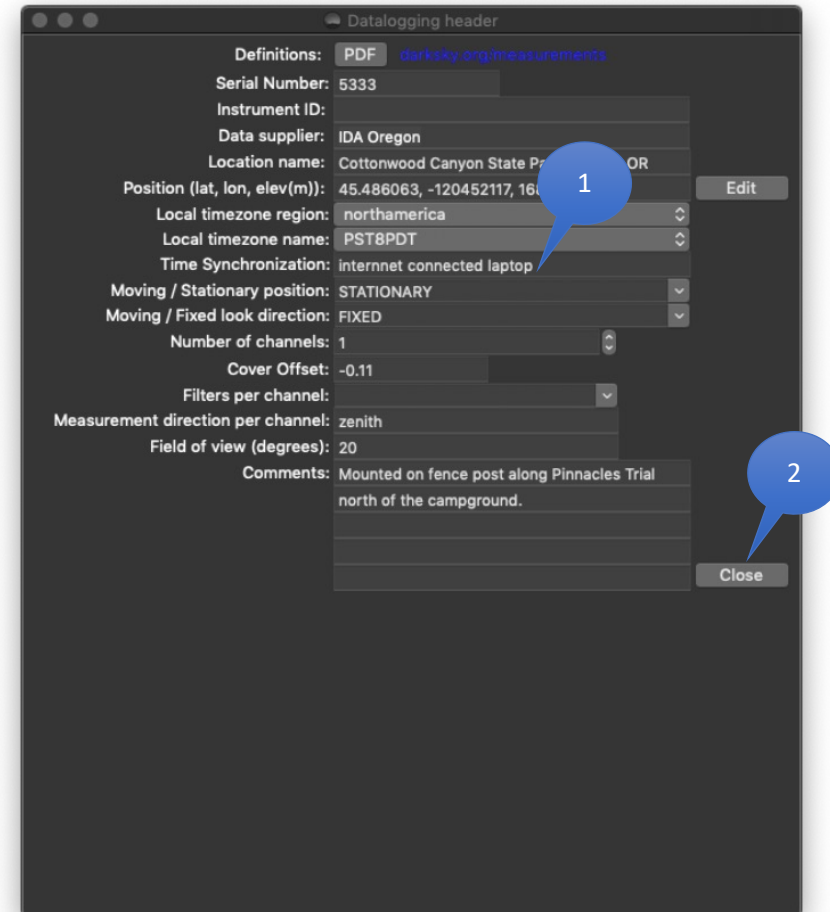 Datalogging header
Definitions: PDF darksky.org/measurements
Serial Number: 5333
Instrument ID:
Data supplier: IDA Oregon
Location name: Cottonwood Canyon State OR
Position (lat, lon, elev(m)): 45.486063, -120452117, Edit
1
Local timezone region: northamerica
Local timezone name: PST8PDT
Time Synchronization: internnet connected laptop
Moving / Stationary position: STATIONARY
Moving / Fixed look direction: FIXED
Number of channels: 1
Cover Offset: -0.11
Filters per channel:
Measurement direction per channel: zenith
Field of view (degrees): 20
Comments: Mounted on fence post along Pinnacles Trial
north of the campground.
2
Close